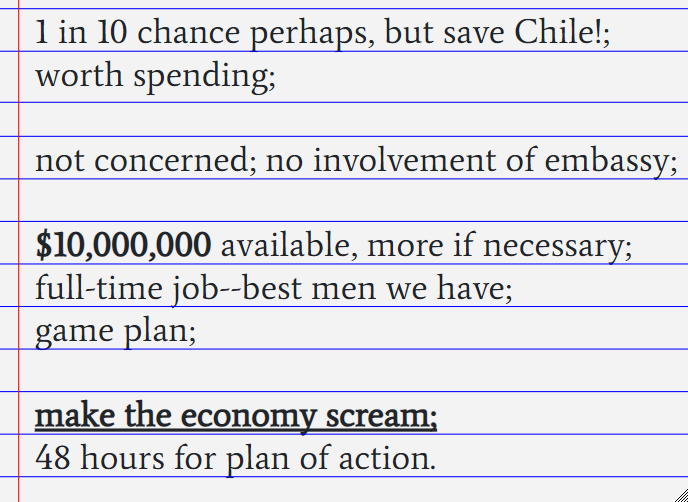 1 in 10 chance perhaps, but save Chile!;
worth spending;
not concerned; no involvement of embassy;
$10,000,000 available, more if necessary;
full-time job--best men we have;
game plan;
make the economy scream;
48 hours for plan of action.